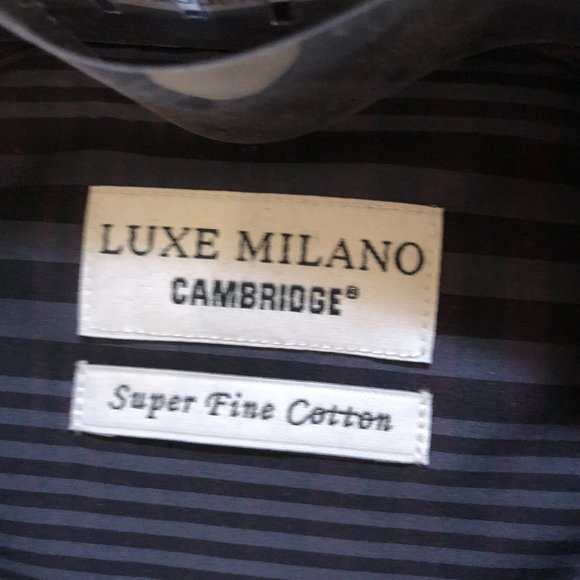 LUXE MILANO
CAMBRIDGE®
Super Fine Cotton